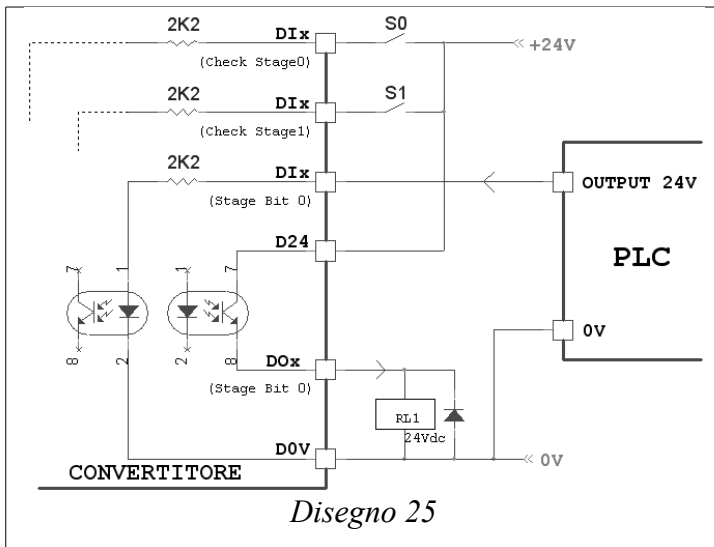 2K2 DIx S0
+24V
(Check Stage0)
2K2 DIx S1
(Check Stage1)
2K2 DIx
(Stage Bit 0)
OUTPUT 24V
D24
PLC
7 1 1 7
0V
8 2 2 8
DOx
(Stage Bit 0)
RL1
24Vdc
D0V
0V
CONVERTITORE
Disegno 25